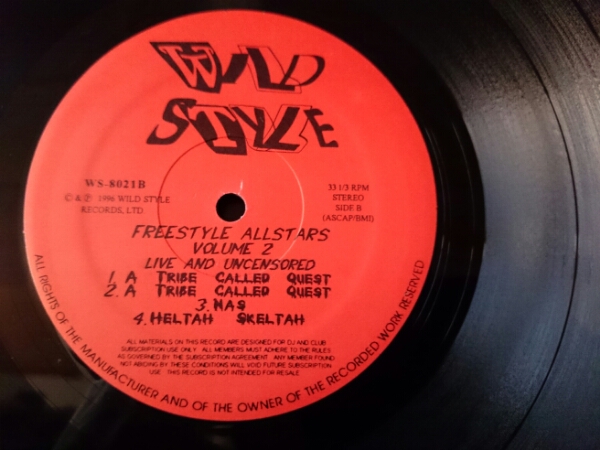 WILD
STYLE
WS-8021B
© & ℗ 1996 WILD STYLE
RECORDS, LTD.
33 1/3 RPM
STEREO
SIDE B
(ASCAP/BMI)
FREESTYLE ALLSTARS
VOLUME 2
LIVE AND UNCENSORED
1. A TRIBE CALLED QUEST
2. A TRIBE CALLED QUEST
3. NAS
4. HELTAH SKELTAH
ALL MATERIALS ON THIS RECORD ARE DESIGNED FOR DJ AND CLUB
SUBSCRIPTION USE ONLY ALL MEMBERS MUST ADHERE TO THE RULES
AS GOVERNED BY THE SUBSCRIPTION AGREEMENT ANY MEMBER FOUND
NOT ABIDING BY THESE CONDITIONS WILL VOID FUTURE SUBSCRIPTION
USE THIS RECORD IS NOT INTENDED FOR RESALE
ALL RIGHTS OF THE MANUFACTURER AND OF THE OWNER OF THE RECORDED WORK RESERVED